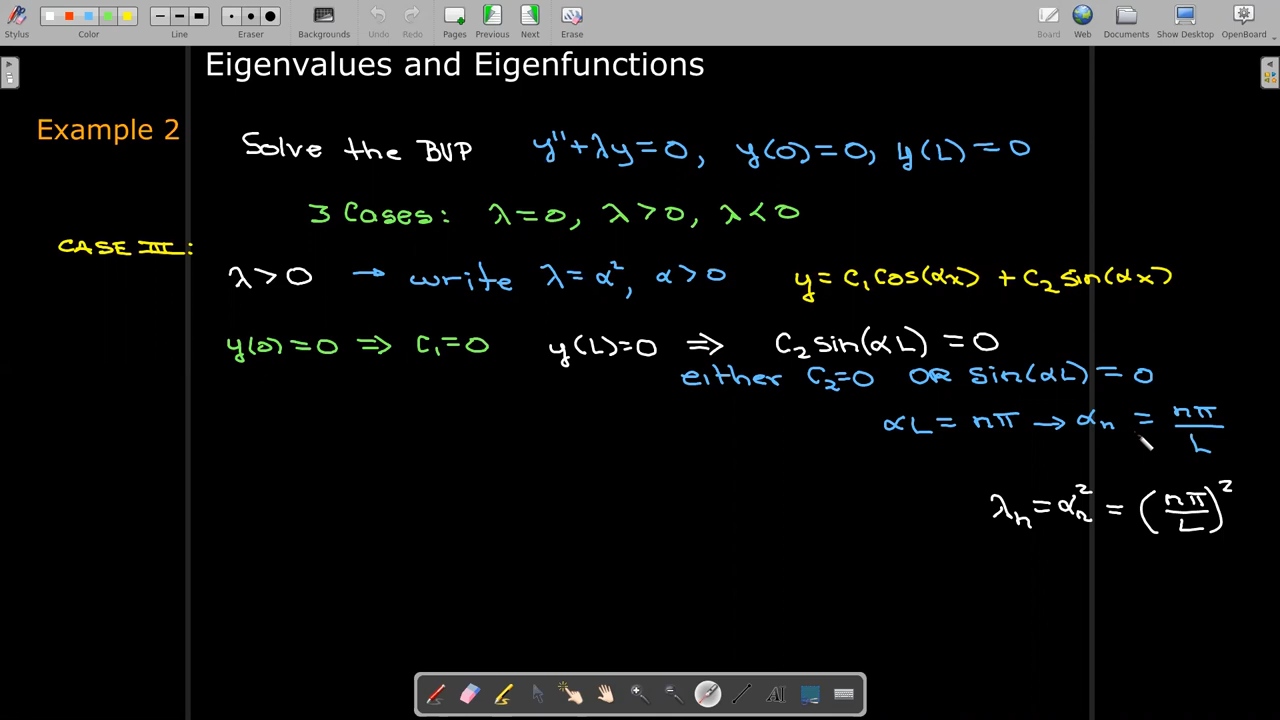 Stylus Color Line Eraser Backgrounds Undo Redo Pages Previous Next Erase Board Web Documents Show Desktop OpenBoard
Eigenvalues and Eigenfunctions
Example 2
Solve the BVP y''+λy=0, y(0)=0, y(L)=0
3 Cases: λ=0, λ>0, λ<0
CASE III:
λ>0 → write λ=α², α>0 y=C₁cos(αx) + C₂sin(αx)
y(0)=0 ⇒ C₁=0 y(L)=0 ⇒ C₂sin(αL)=0
either C₂=0 OR sin(αL)=0
αL=nπ → αₙ = nπ/L
λₙ=αₙ²=(nπ/L)²
AI